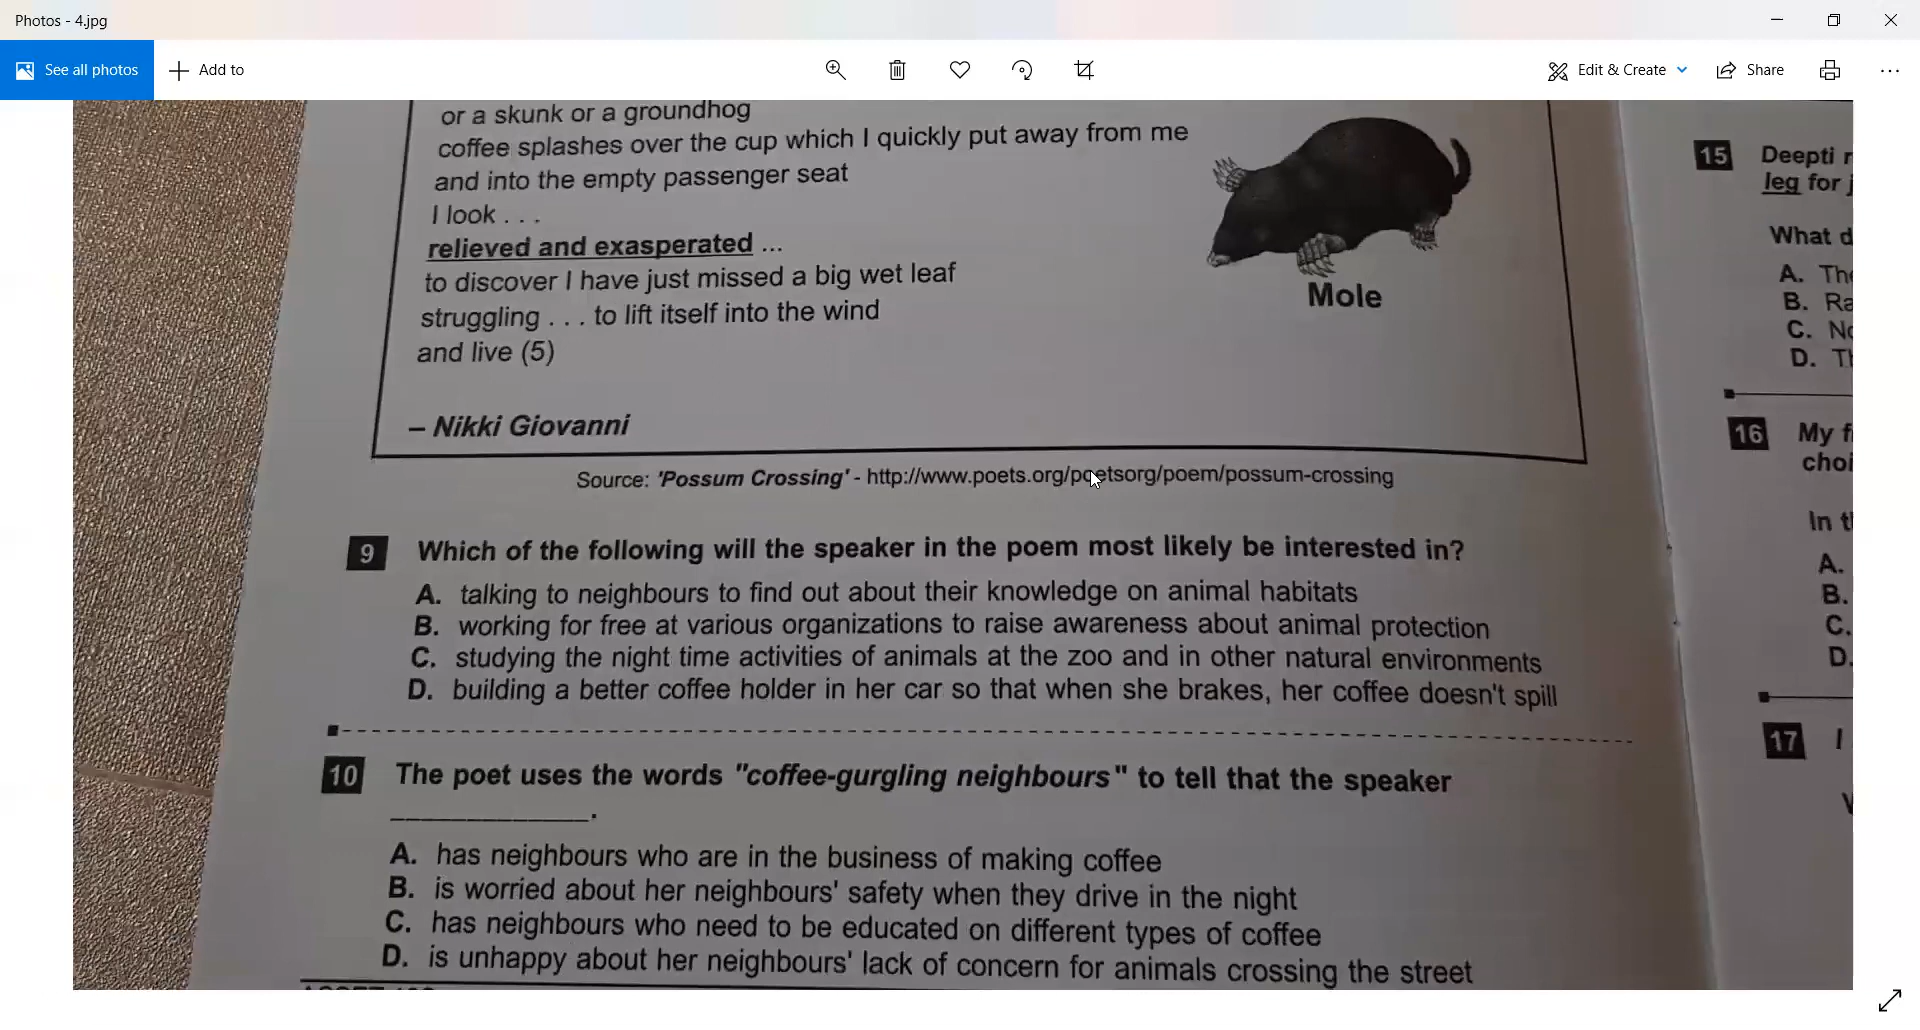 Photos - 4.jpg
See all photos
Add to
Edit & Create
Share
or a skunk or a groundhog
coffee splashes over the cup which I quickly put away from me
and into the empty passenger seat
I look . . .
relieved and exasperated ...
to discover I have just missed a big wet leaf
struggling . . . to lift itself into the wind
and live (5)
Mole
– Nikki Giovanni
Source: 'Possum Crossing' - http://www.poets.org/poetsorg/poem/possum-crossing
9 Which of the following will the speaker in the poem most likely be interested in?
A. talking to neighbours to find out about their knowledge on animal habitats
B. working for free at various organizations to raise awareness about animal protection
C. studying the night time activities of animals at the zoo and in other natural environments
D. building a better coffee holder in her car so that when she brakes, her coffee doesn't spill
10 The poet uses the words "coffee-gurgling neighbours" to tell that the speaker
______________.
A. has neighbours who are in the business of making coffee
B. is worried about her neighbours' safety when they drive in the night
C. has neighbours who need to be educated on different types of coffee
D. is unhappy about her neighbours' lack of concern for animals crossing the street
15 Deepti
leg for
What
A.
B.
C.
D.
16 My
In
A.
B.
C.
D.
17 I